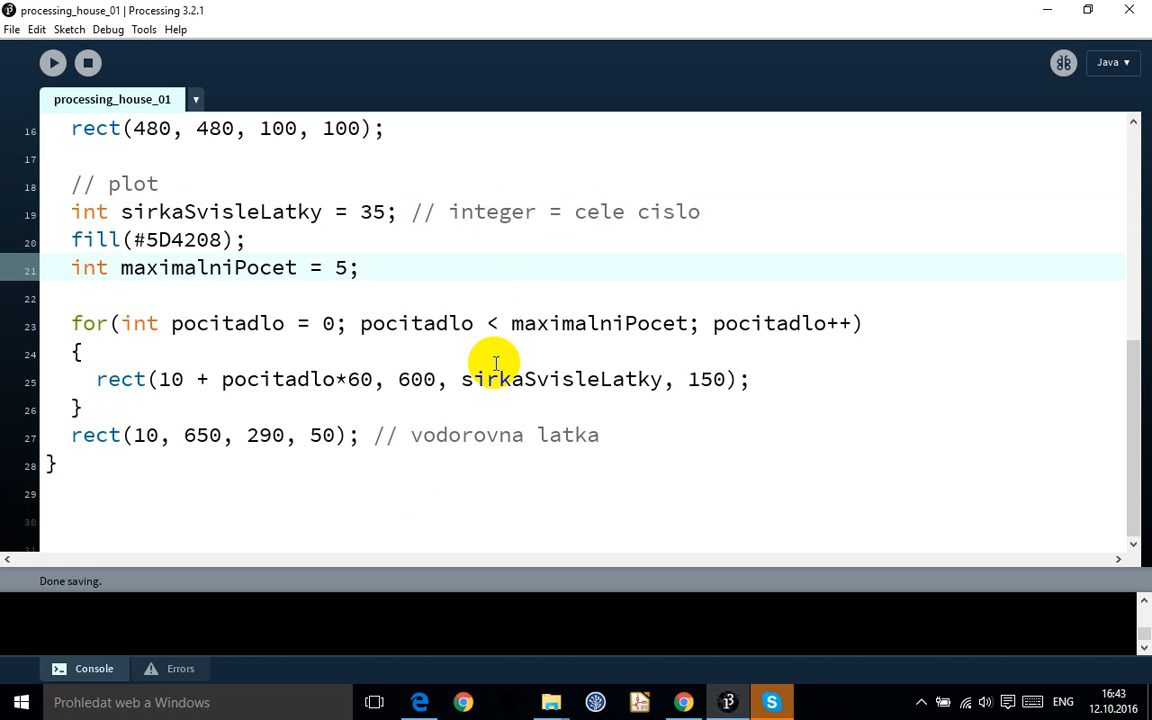 processing_house_01 | Processing 3.2.1
File Edit Sketch Debug Tools Help
Java ▾
processing_house_01 ▾
16 rect(480, 480, 100, 100);
17
18 // plot
19 int sirkaSvisleLatky = 35; // integer = cele cislo
20 fill(#5D4208);
21 int maximalniPocet = 5;
22
23 for(int pocitadlo = 0; pocitadlo < maximalniPocet; pocitadlo++)
24 {
25 rect(10 + pocitadlo*60, 600, sirkaSvisleLatky, 150);
26 }
27 rect(10, 650, 290, 50); // vodorovna latka
28 }
29
30
31
Done saving.
Console Errors
Prohledat web a Windows
ENG
16:43
12.10.2016